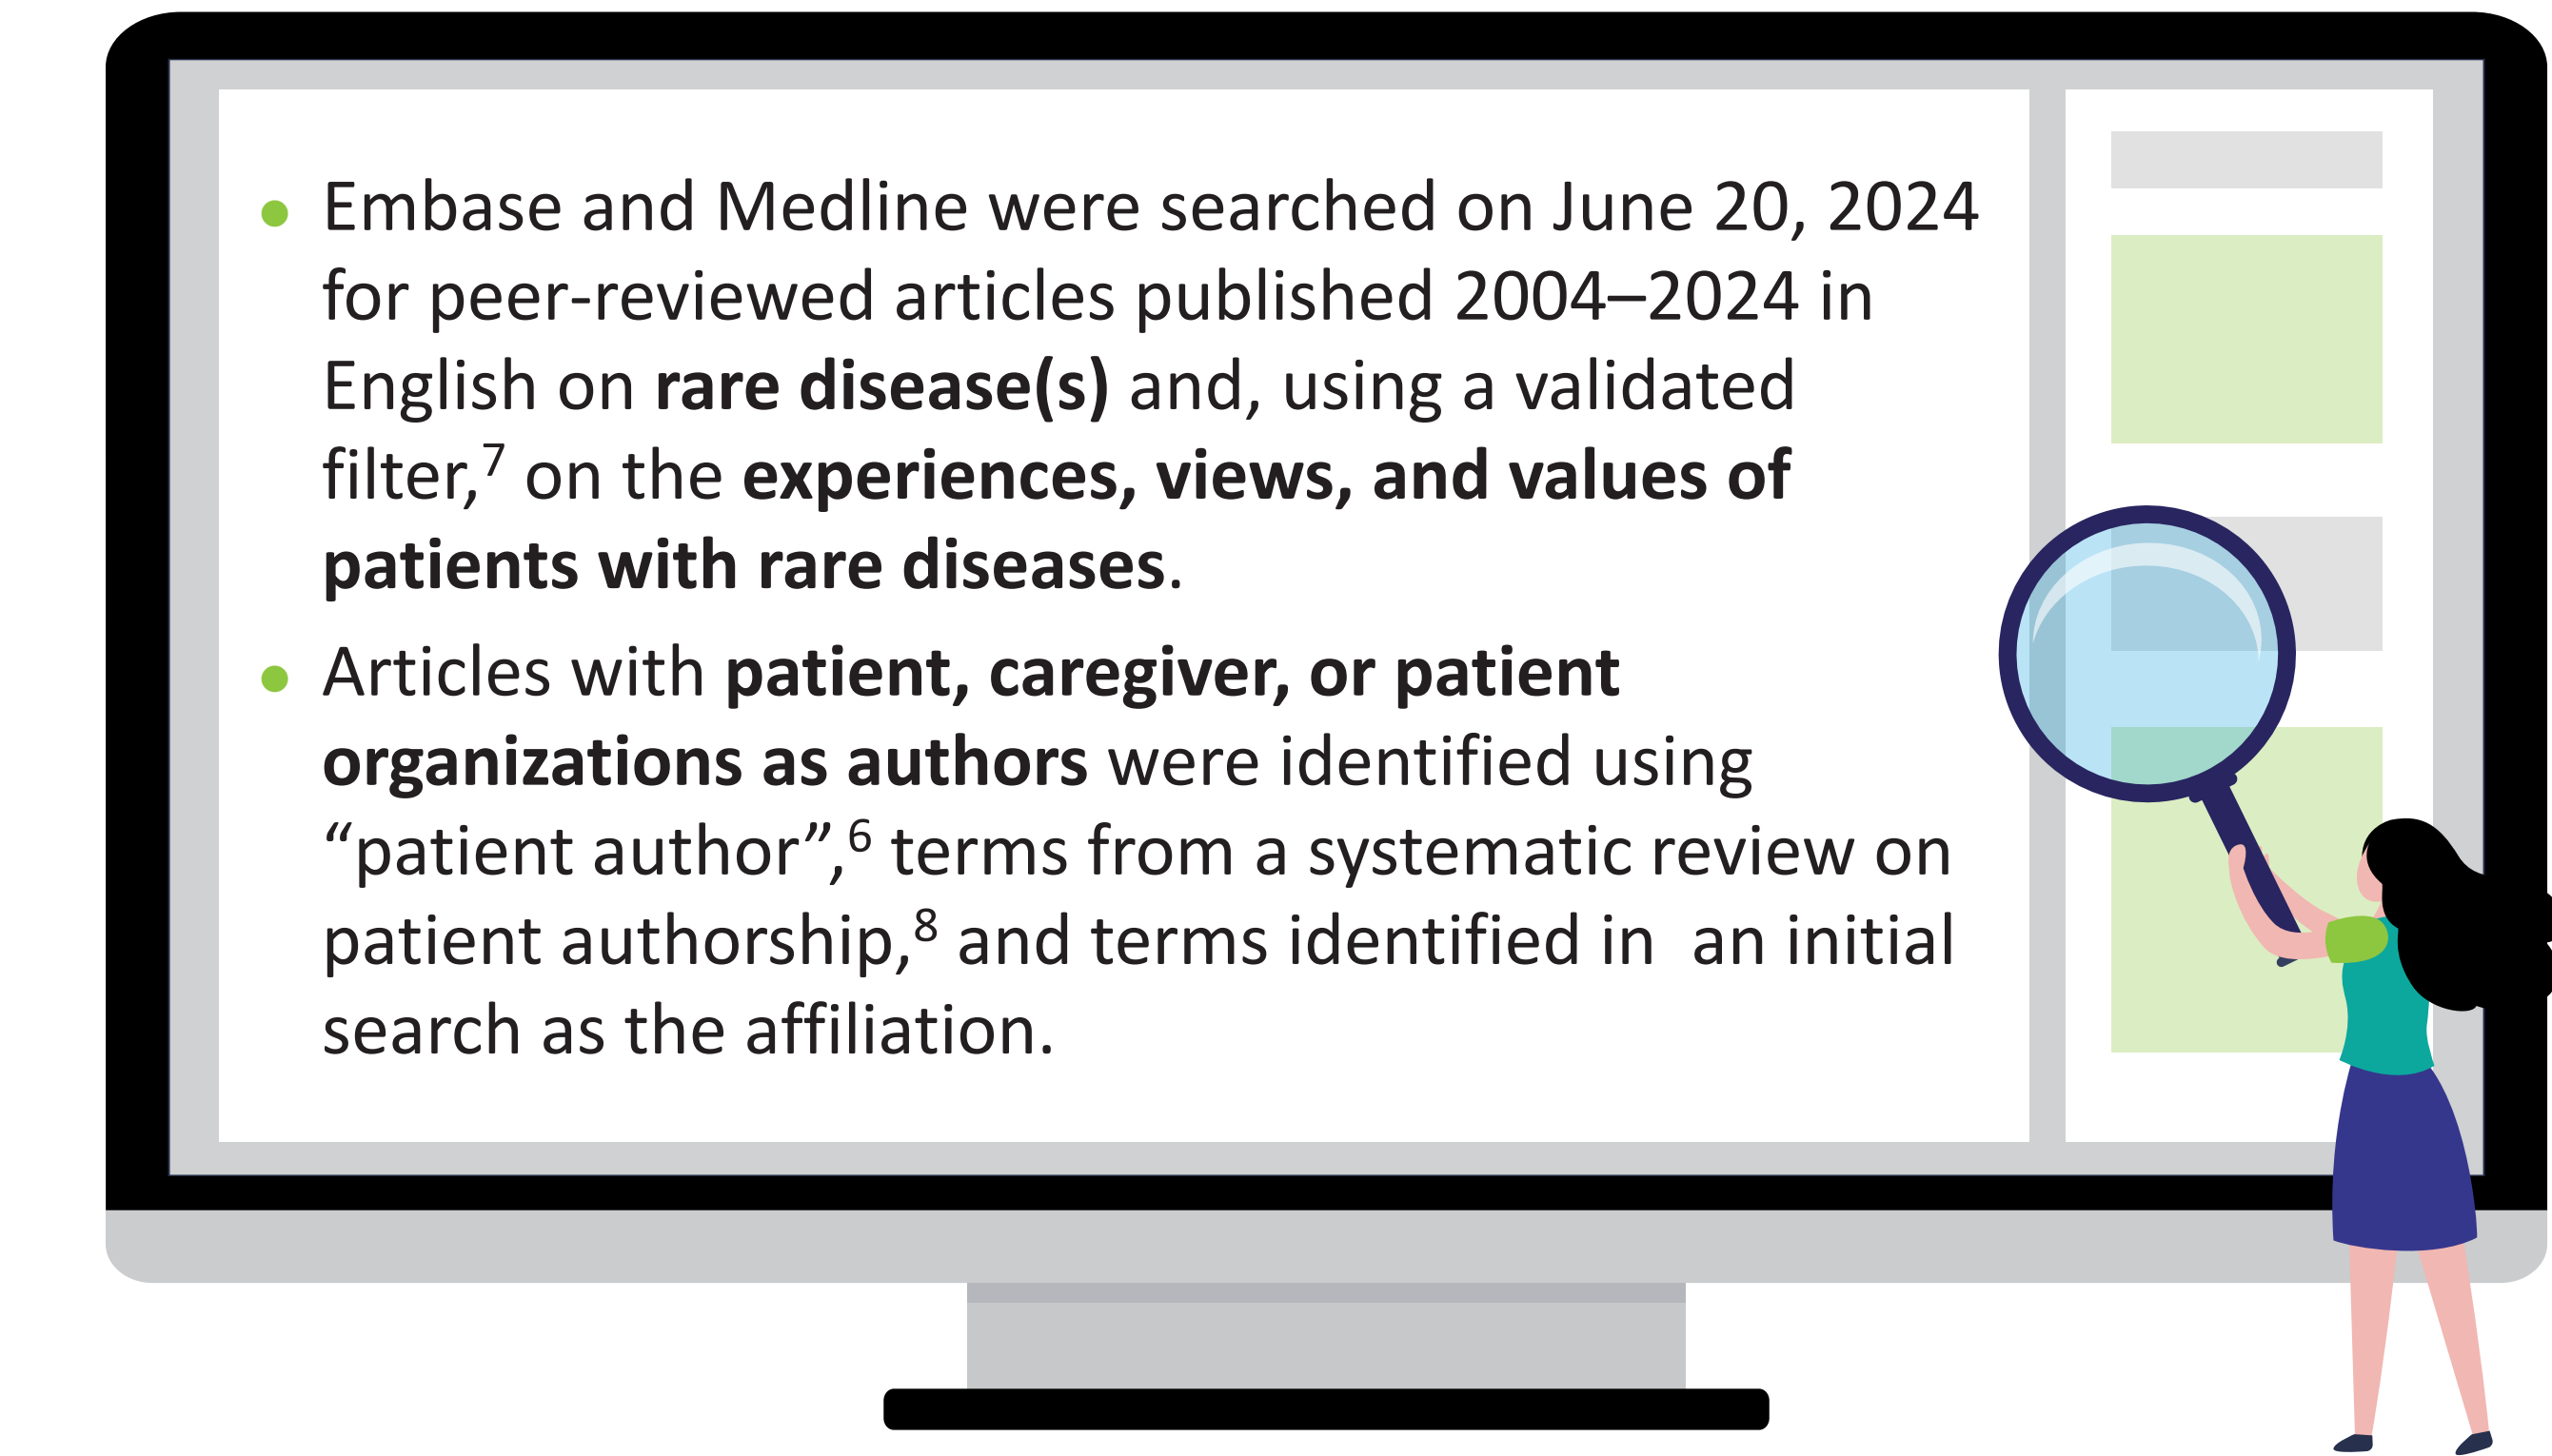 • Embase and Medline were searched on June 20, 2024
for peer-reviewed articles published 2004–2024 in
English on rare disease(s) and, using a validated
filter,⁷ on the experiences, views, and values of
patients with rare diseases.
• Articles with patient, caregiver, or patient
organizations as authors were identified using
“patient author”,⁶ terms from a systematic review on
patient authorship,⁸ and terms identified in  an initial
search as the affiliation.